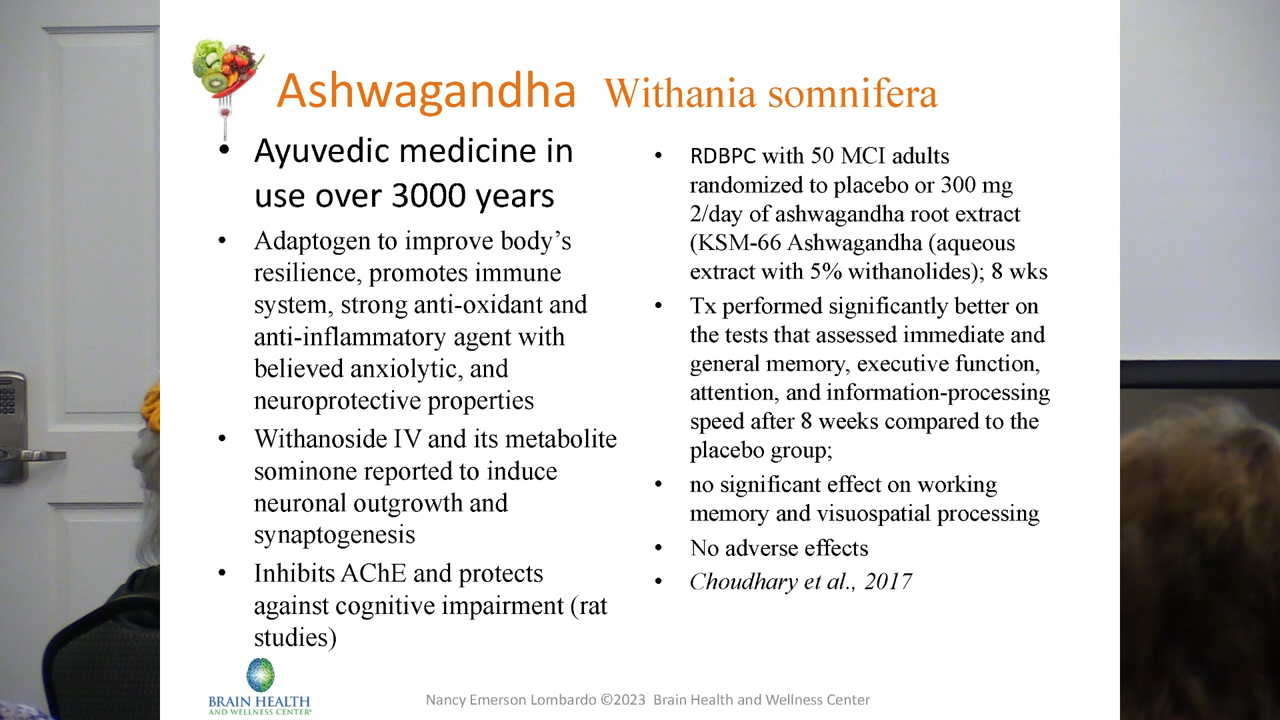 Ashwagandha Withania somnifera
• Ayuvedic medicine in
use over 3000 years
• Adaptogen to improve body’s
resilience, promotes immune
system, strong anti-oxidant and
anti-inflammatory agent with
believed anxiolytic, and
neuroprotective properties
• Withanoside IV and its metabolite
sominone reported to induce
neuronal outgrowth and
synaptogenesis
• Inhibits AChE and protects
against cognitive impairment (rat
studies)
• RDBPC with 50 MCI adults
randomized to placebo or 300 mg
2/day of ashwagandha root extract
(KSM-66 Ashwagandha (aqueous
extract with 5% withanolides); 8 wks
• Tx performed significantly better on
the tests that assessed immediate and
general memory, executive function,
attention, and information-processing
speed after 8 weeks compared to the
placebo group;
• no significant effect on working
memory and visuospatial processing
• No adverse effects
• Choudhary et al., 2017
BRAIN HEALTH
AND WELLNESS CENTER®
Nancy Emerson Lombardo ©2023 Brain Health and Wellness Center